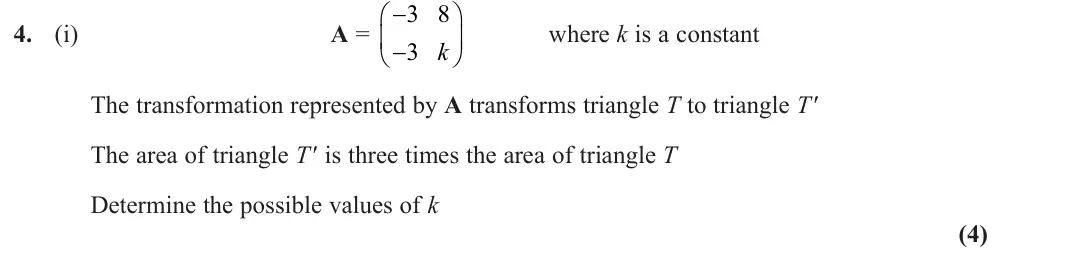 4. (i) A = ( −3 8 ; −3 k ) where k is a constant
The transformation represented by A transforms triangle T to triangle T′
The area of triangle T′ is three times the area of triangle T
Determine the possible values of k
(4)